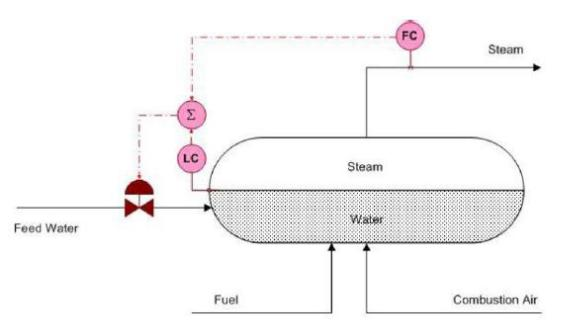 FC
Steam
Σ
LC
Steam
Water
Feed Water
Fuel
Combustion Air